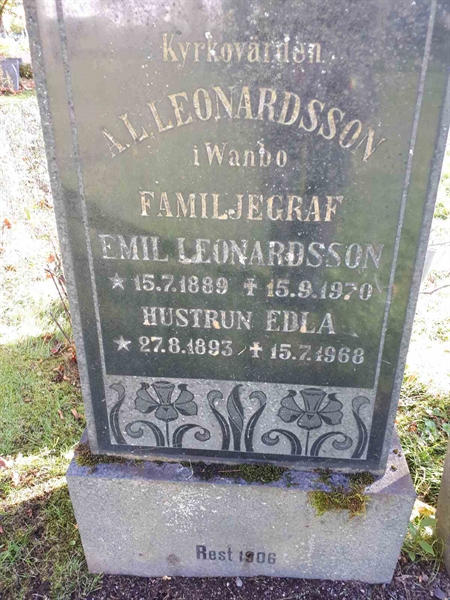 Kyrkovärden
A.L. LEONARDSSON
i Wanbo
FAMILJEGRAF
EMIL LEONARDSSON
★ 15.7.1889 ✝ 15.9.1970
HUSTRUN EDLA
★ 27.8.1893 ✝ 15.7.1968
Rest 1906